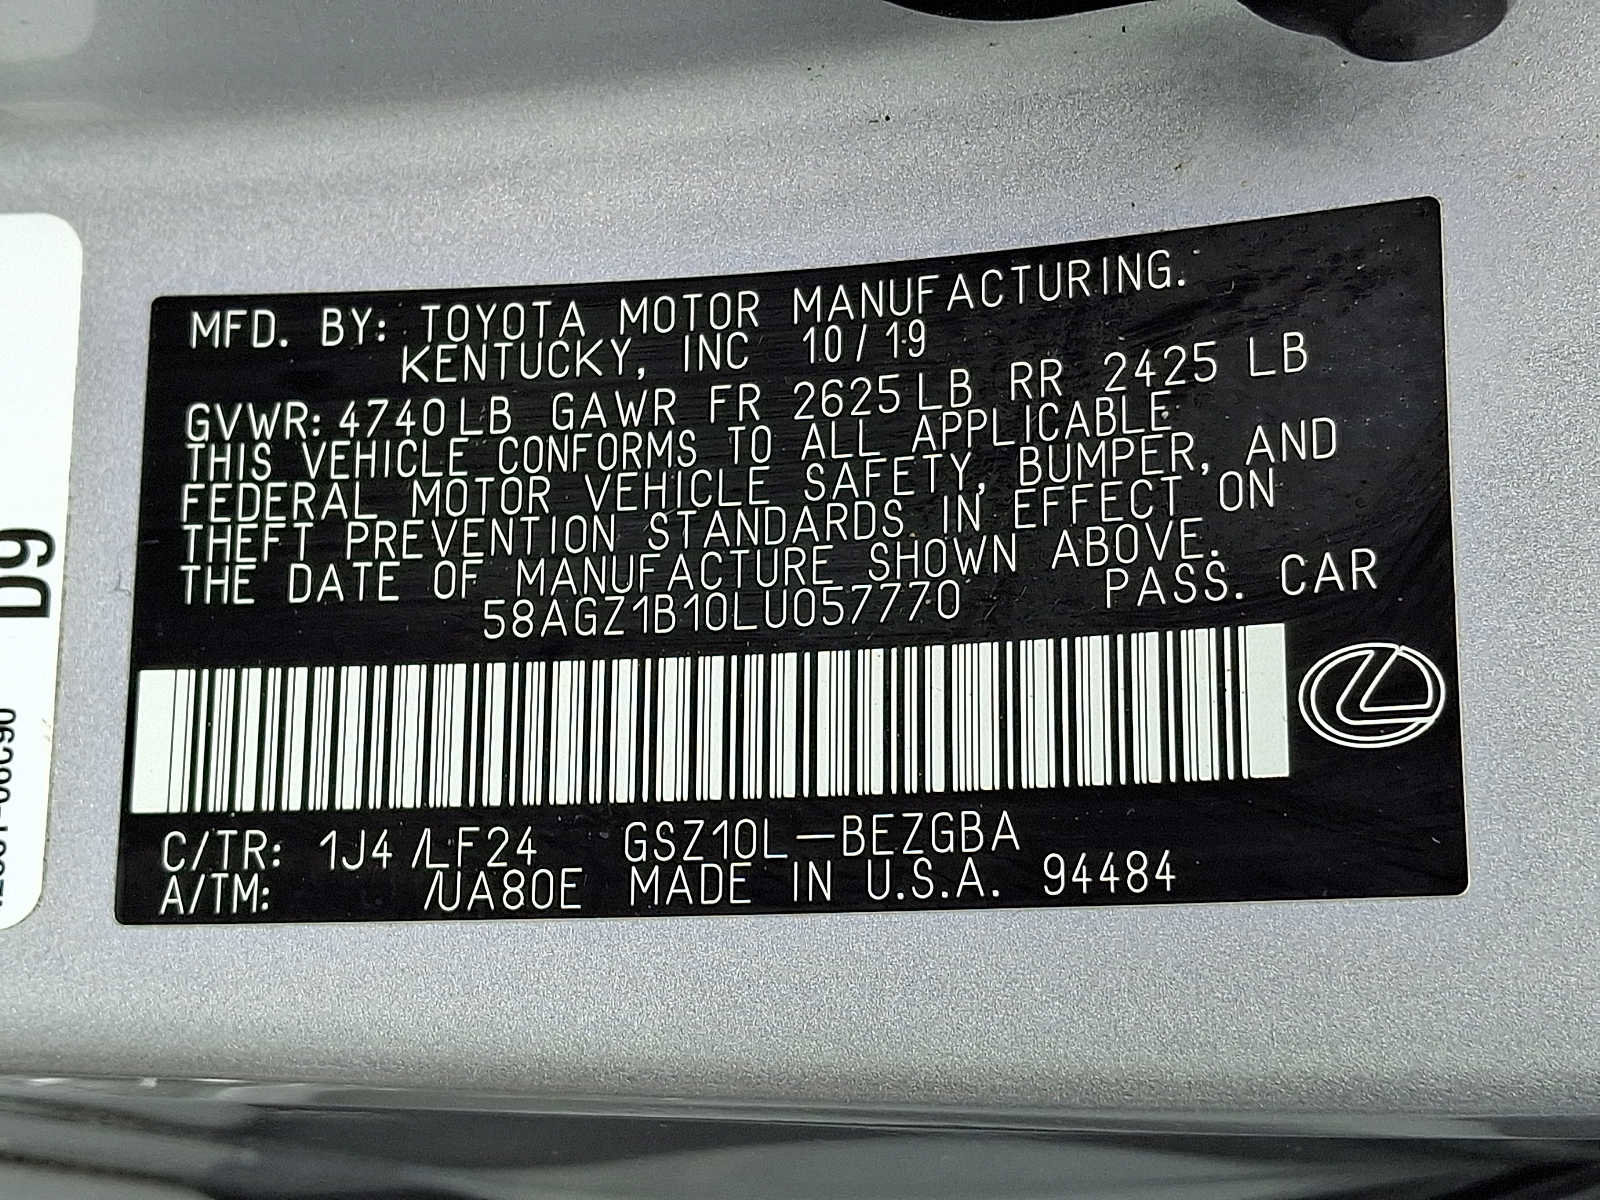 MFD. BY: TOYOTA MOTOR MANUFACTURING.
KENTUCKY, INC 10/19
GVWR: 4740LB GAWR FR 2625LB RR 2425 LB
THIS VEHICLE CONFORMS TO ALL APPLICABLE
FEDERAL MOTOR VEHICLE SAFETY, BUMPER, AND
THEFT PREVENTION STANDARDS IN EFFECT ON
THE DATE OF MANUFACTURE SHOWN ABOVE.
58AGZ1B10LU057770 PASS. CAR
C/TR: 1J4 /LF24 GSZ10L-BEZGBA
A/TM: /UA80E MADE IN U.S.A. 94484
D9